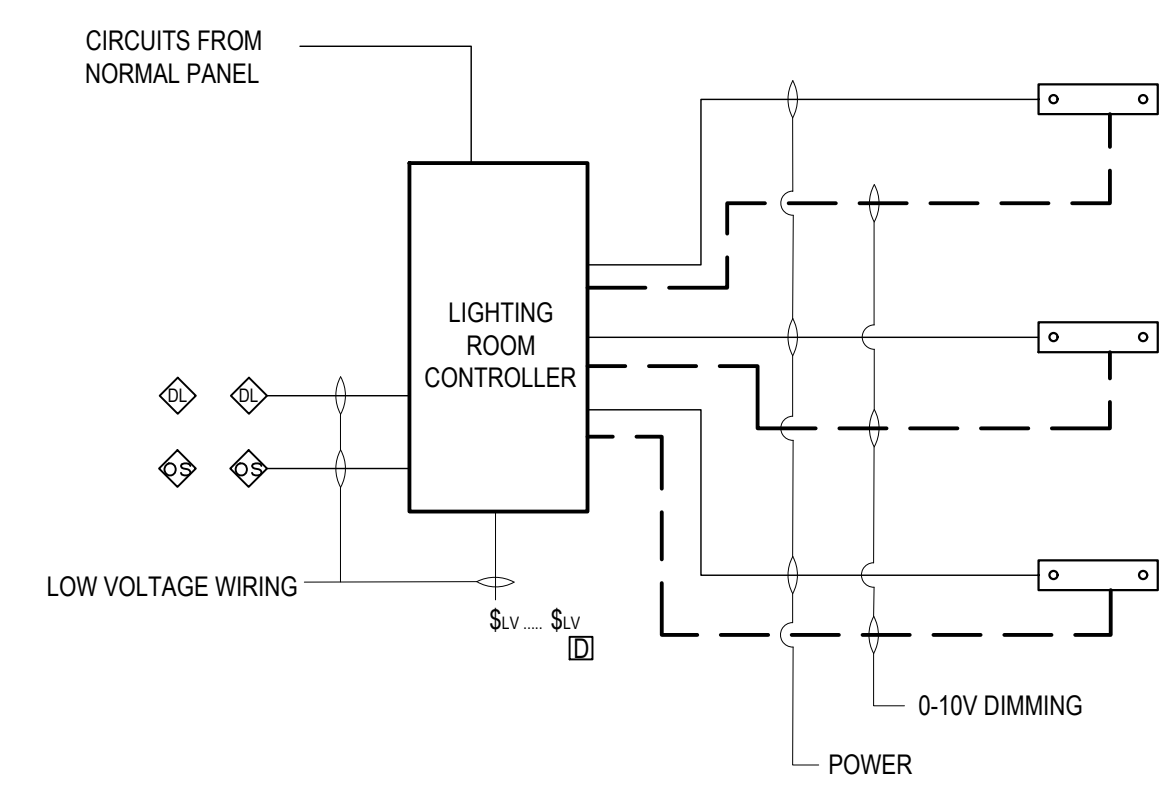 CIRCUITS FROM
NORMAL PANEL
LIGHTING
ROOM
CONTROLLER
DL DL
OS OS
LOW VOLTAGE WIRING
$LV ..... $LV
D
0-10V DIMMING
POWER